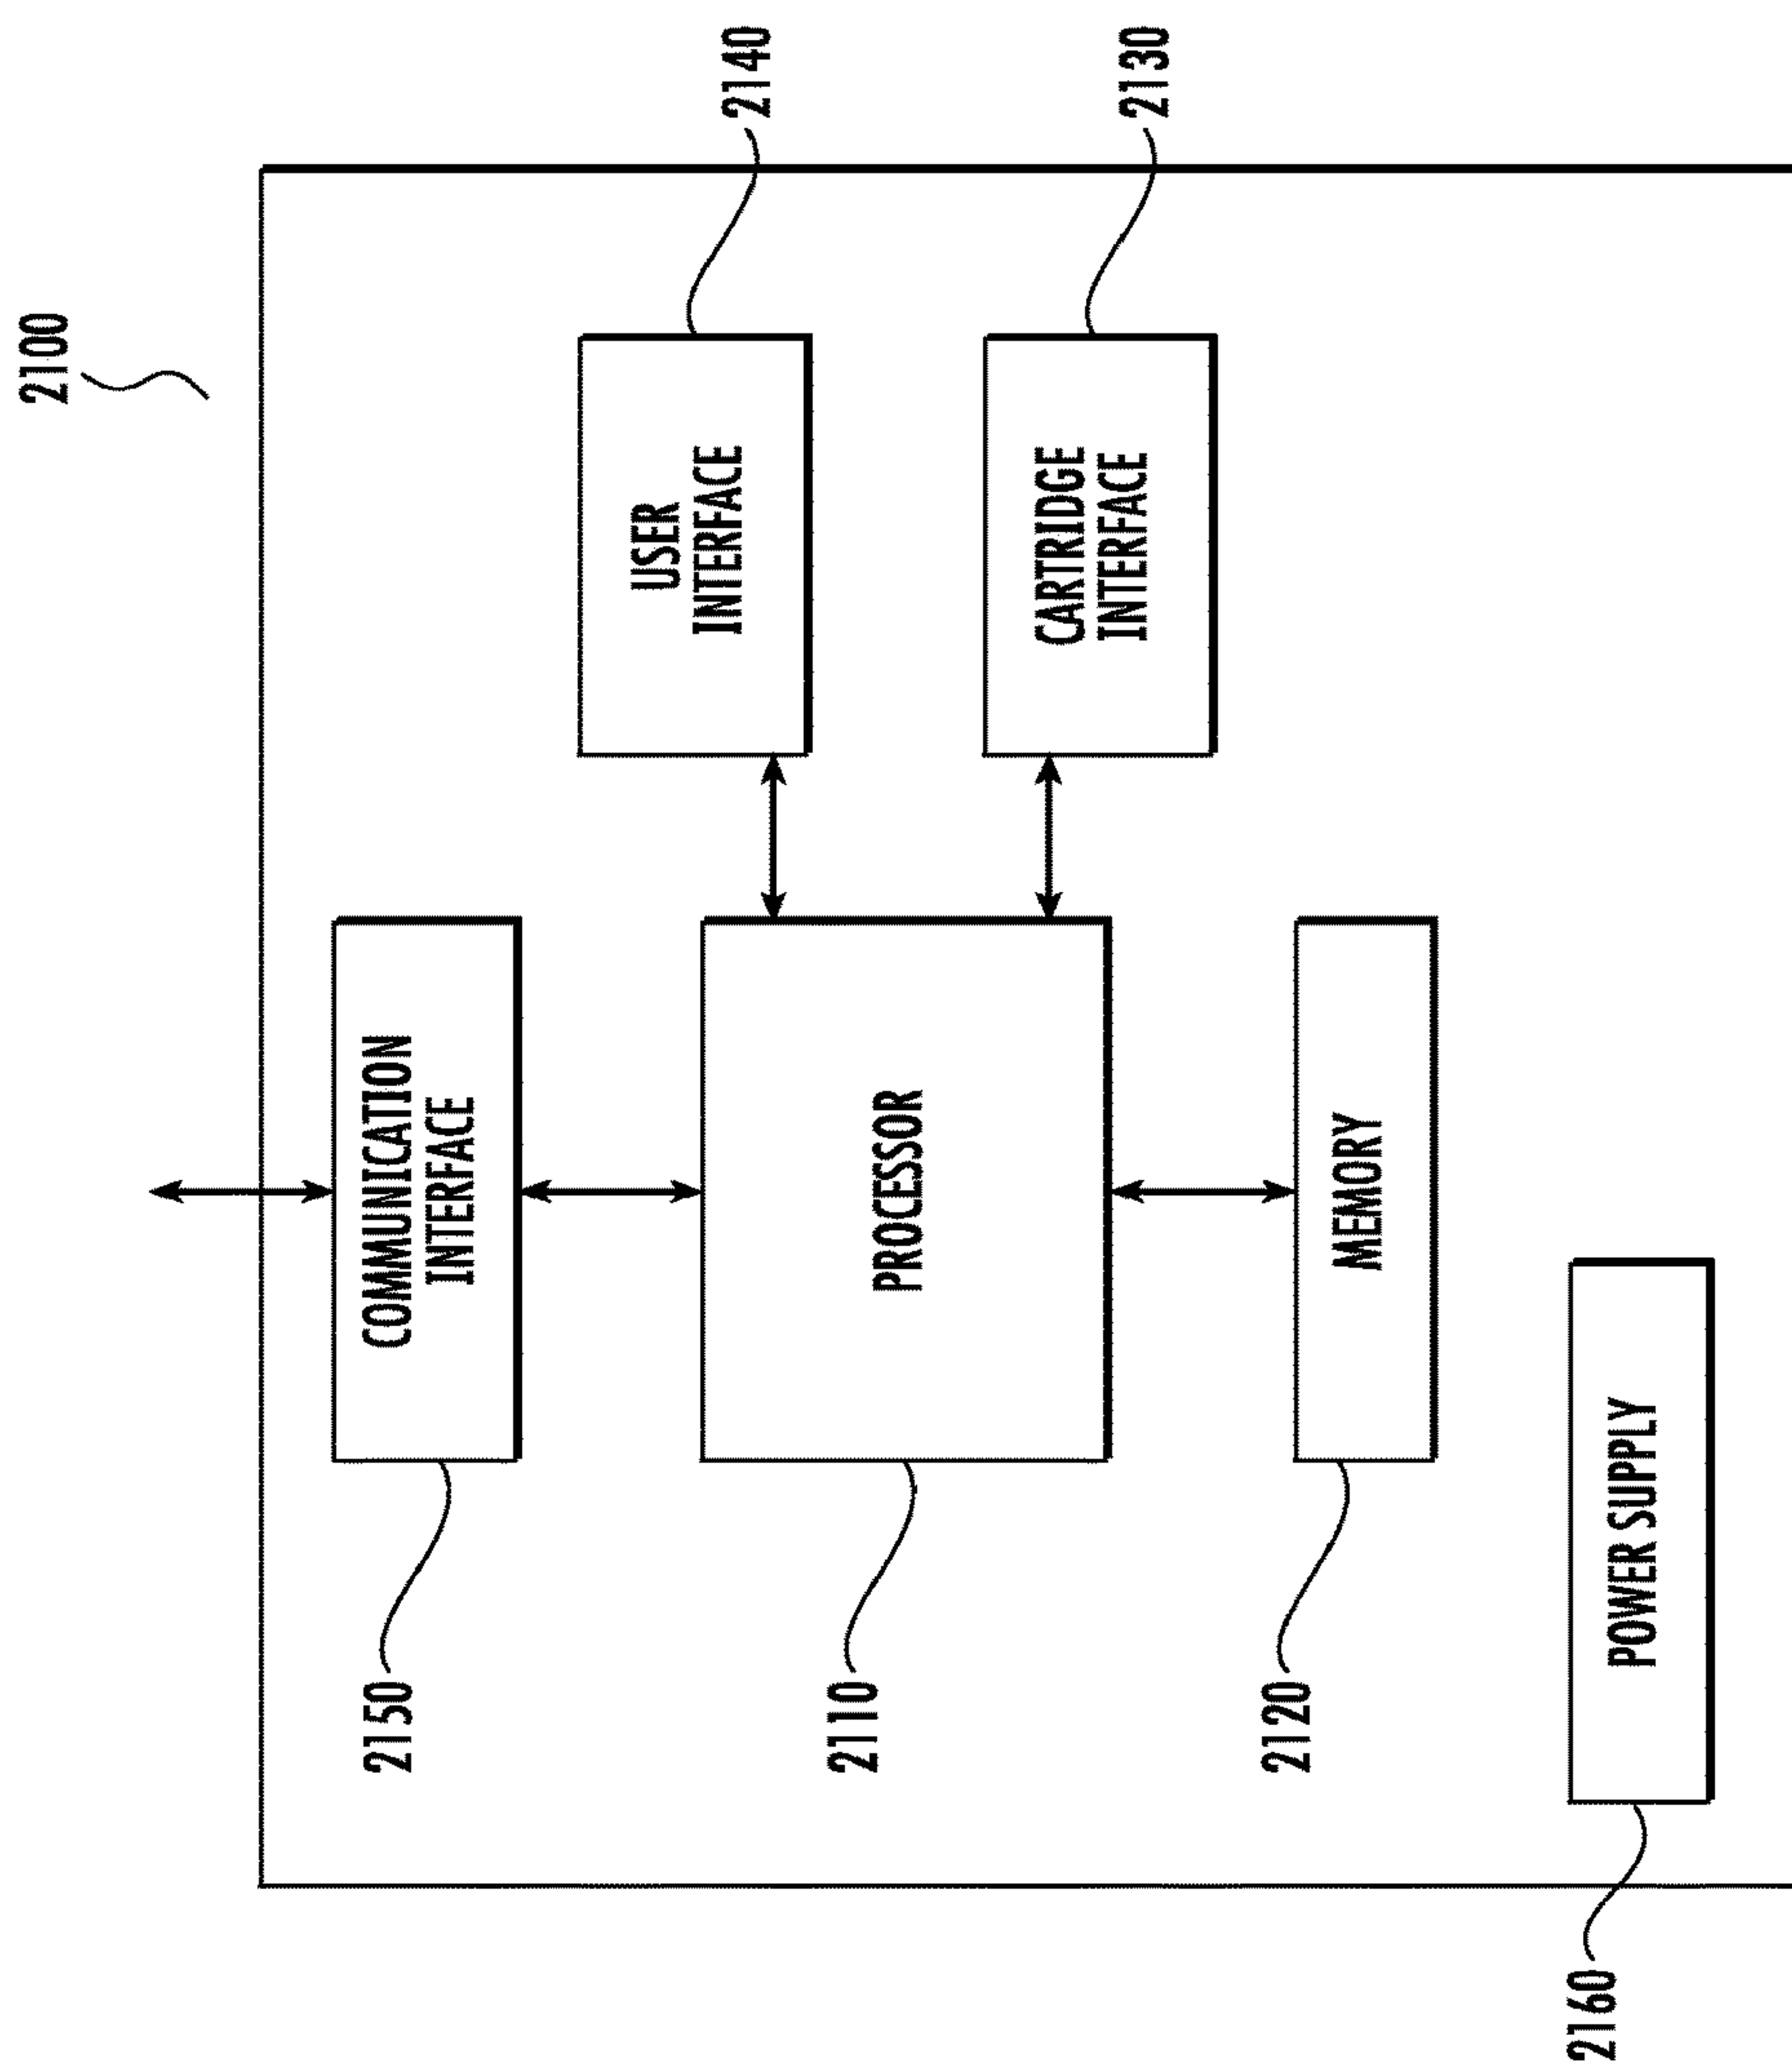 2100
COMMUNICATION
INTERFACE
2150
USER
INTERFACE
2140
PROCESSOR
2110
CARTRIDGE
INTERFACE
2130
MEMORY
2120
POWER SUPPLY
2160